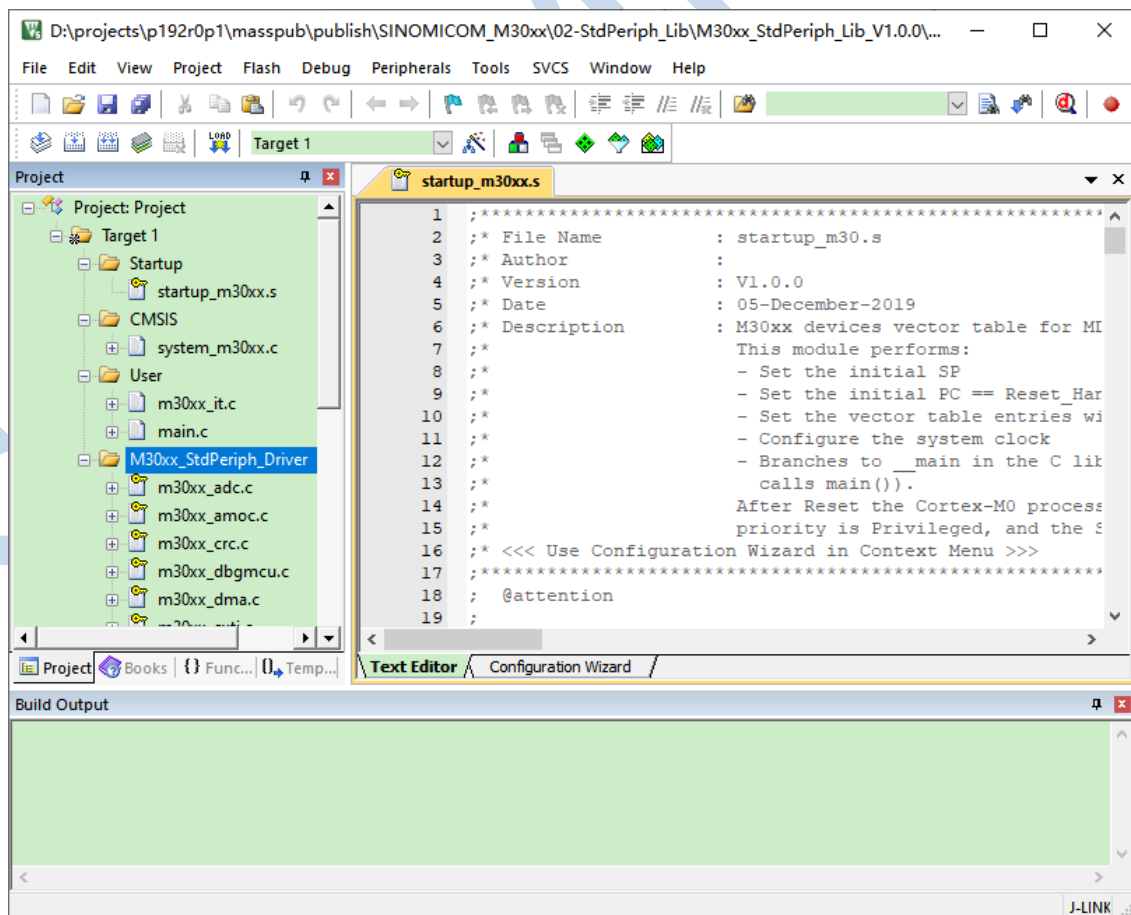 D:\projects\p192r0p1\masspub\publish\SINOMICOM_M30xx\02-StdPeriph_Lib\M30xx_StdPeriph_Lib_V1.0.0\...
File Edit View Project Flash Debug Peripherals Tools SVCS Window Help
LOAD Target 1
Project
Project: Project
Target 1
Startup
startup_m30xx.s
CMSIS
system_m30xx.c
User
m30xx_it.c
main.c
M30xx_StdPeriph_Driver
m30xx_adc.c
m30xx_amoc.c
m30xx_crc.c
m30xx_dbgmcu.c
m30xx_dma.c
Project Books {} Func... 0 Temp...
startup_m30xx.s
1 ;********************************************************
2 ;* File Name : startup_m30.s
3 ;* Author :
4 ;* Version : V1.0.0
5 ;* Date : 05-December-2019
6 ;* Description : M30xx devices vector table for MD
7 ;* This module performs:
8 ;* - Set the initial SP
9 ;* - Set the initial PC == Reset_Han
10 ;* - Set the vector table entries wi
11 ;* - Configure the system clock
12 ;* - Branches to __main in the C lib
13 ;* calls main()).
14 ;* After Reset the Cortex-M0 process
15 ;* priority is Privileged, and the S
16 ;* <<< Use Configuration Wizard in Context Menu >>>
17 ;********************************************************
18 ; @attention
19 ;
Text Editor Configuration Wizard
Build Output
J-LINK